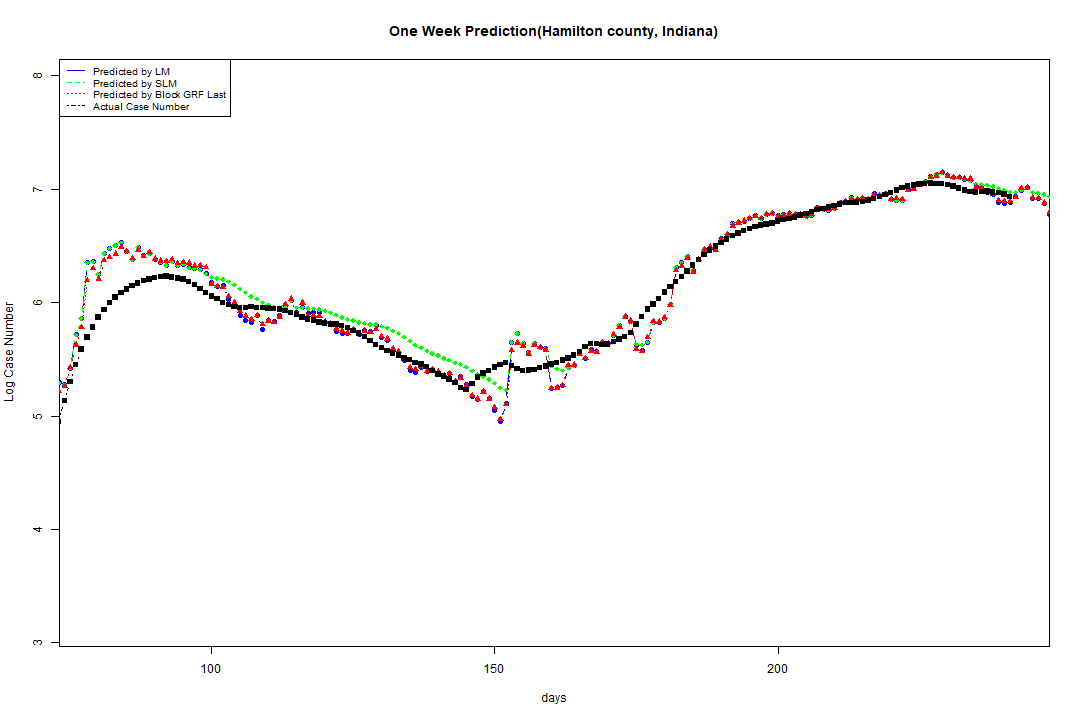 One Week Prediction(Hamilton county, Indiana)
Predicted by LM
Predicted by SLM
Predicted by Block GRF Last
Actual Case Number
8
7
6
5
4
3
Log Case Number
100 150 200
days